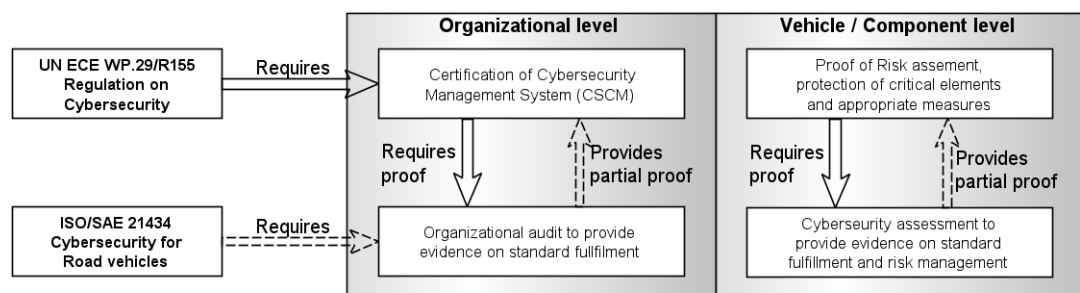 Organizational level
Vehicle / Component level
UN ECE WP.29/R155
Regulation on
Cybersecurity
Requires
Certification of Cybersecurity
Management System (CSCM)
Proof of Risk assement,
protection of critical elements
and appropriate measures
Requires
proof
Provides
partial proof
Requires
proof
Provides
partial proof
ISO/SAE 21434
Cybersecurity for
Road vehicles
Requires
Organizational audit to provide
evidence on standard fullfilment
Cyberseurity assessment to
provide evidence on standard
fulfillment and risk management